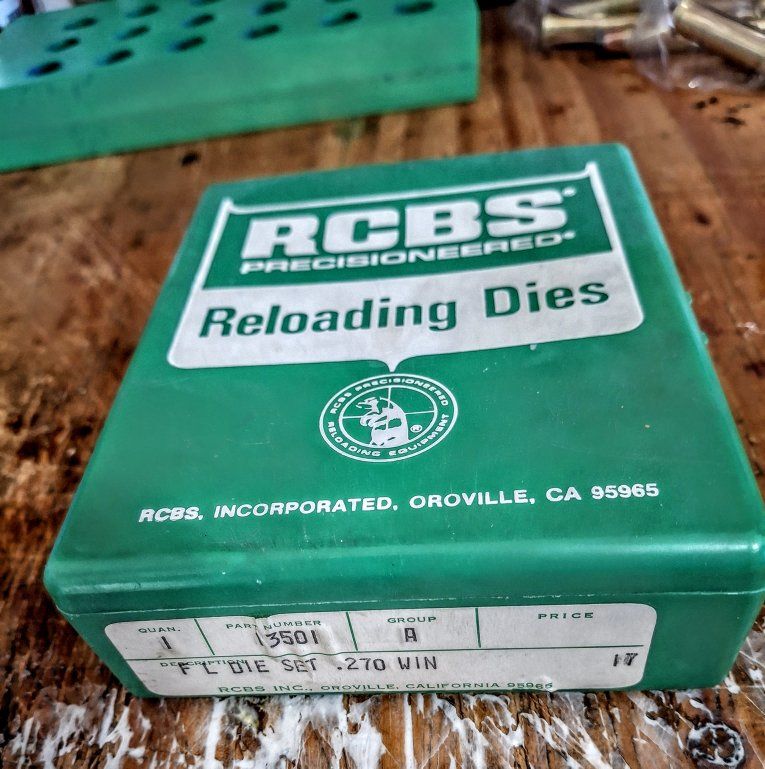 RCBS®
PRECISIONEERED®
Reloading Dies
RCBS PRECISIONEERED
RELOADING EQUIPMENT
®
RCBS, INCORPORATED, OROVILLE, CA 95965
QUAN. PART NUMBER GROUP PRICE
1 13501 A
DESCRIPTION
F L DIE SET .270 WIN
RCBS INC., OROVILLE, CALIFORNIA 95965